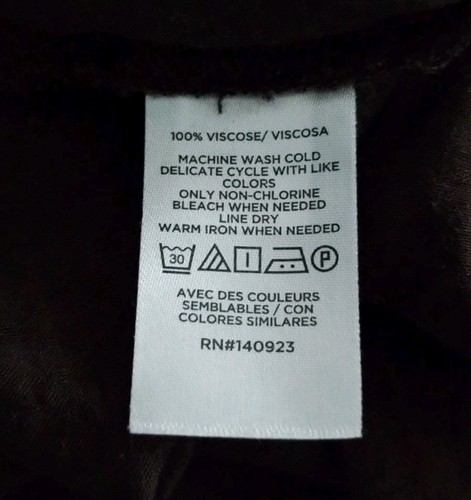 100% VISCOSE/ VISCOSA
MACHINE WASH COLD
DELICATE CYCLE WITH LIKE
COLORS
ONLY NON-CHLORINE
BLEACH WHEN NEEDED
LINE DRY
WARM IRON WHEN NEEDED
30 P
AVEC DES COULEURS
SEMBLABLES / CON
COLORES SIMILARES
RN#140923